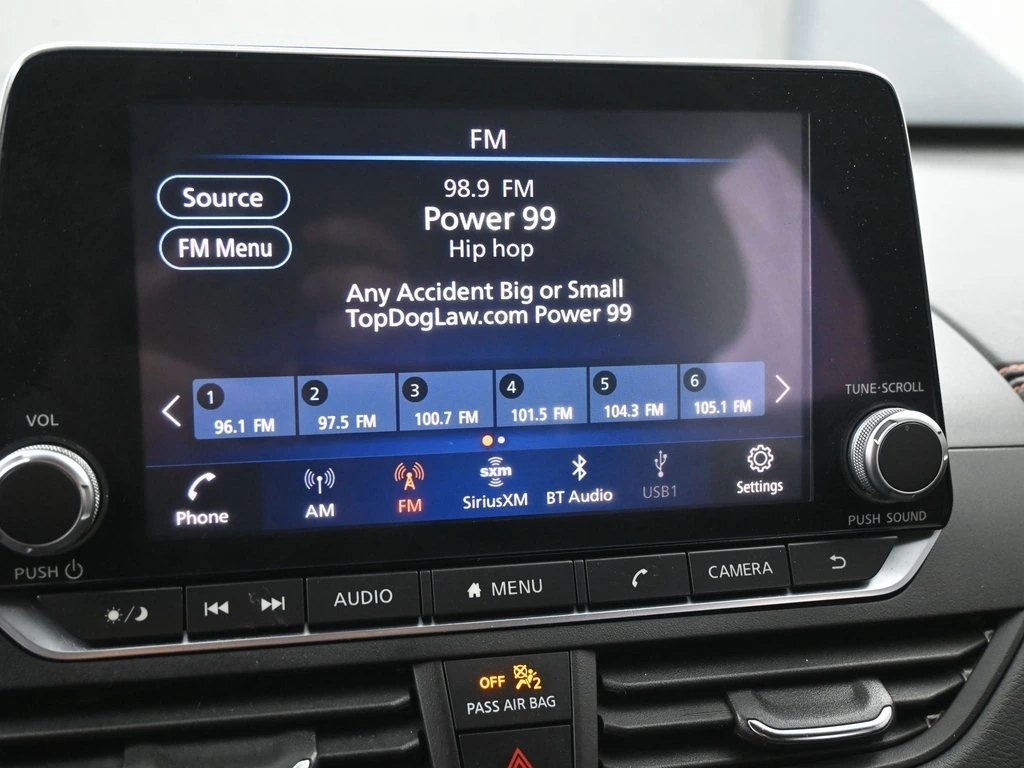 FM
Source
98.9 FM
Power 99
FM Menu
Hip hop
Any Accident Big or Small
TopDogLaw.com Power 99
1
2
3
4
5
6
96.1 FM
97.5 FM
100.7 FM
101.5 FM
104.3 FM
105.1 FM
VOL
TUNE·SCROLL
Phone
AM
FM
sxm
SiriusXM
BT Audio
USB1
Settings
PUSH
PUSH SOUND
AUDIO
MENU
CAMERA
OFF
2
PASS AIR BAG